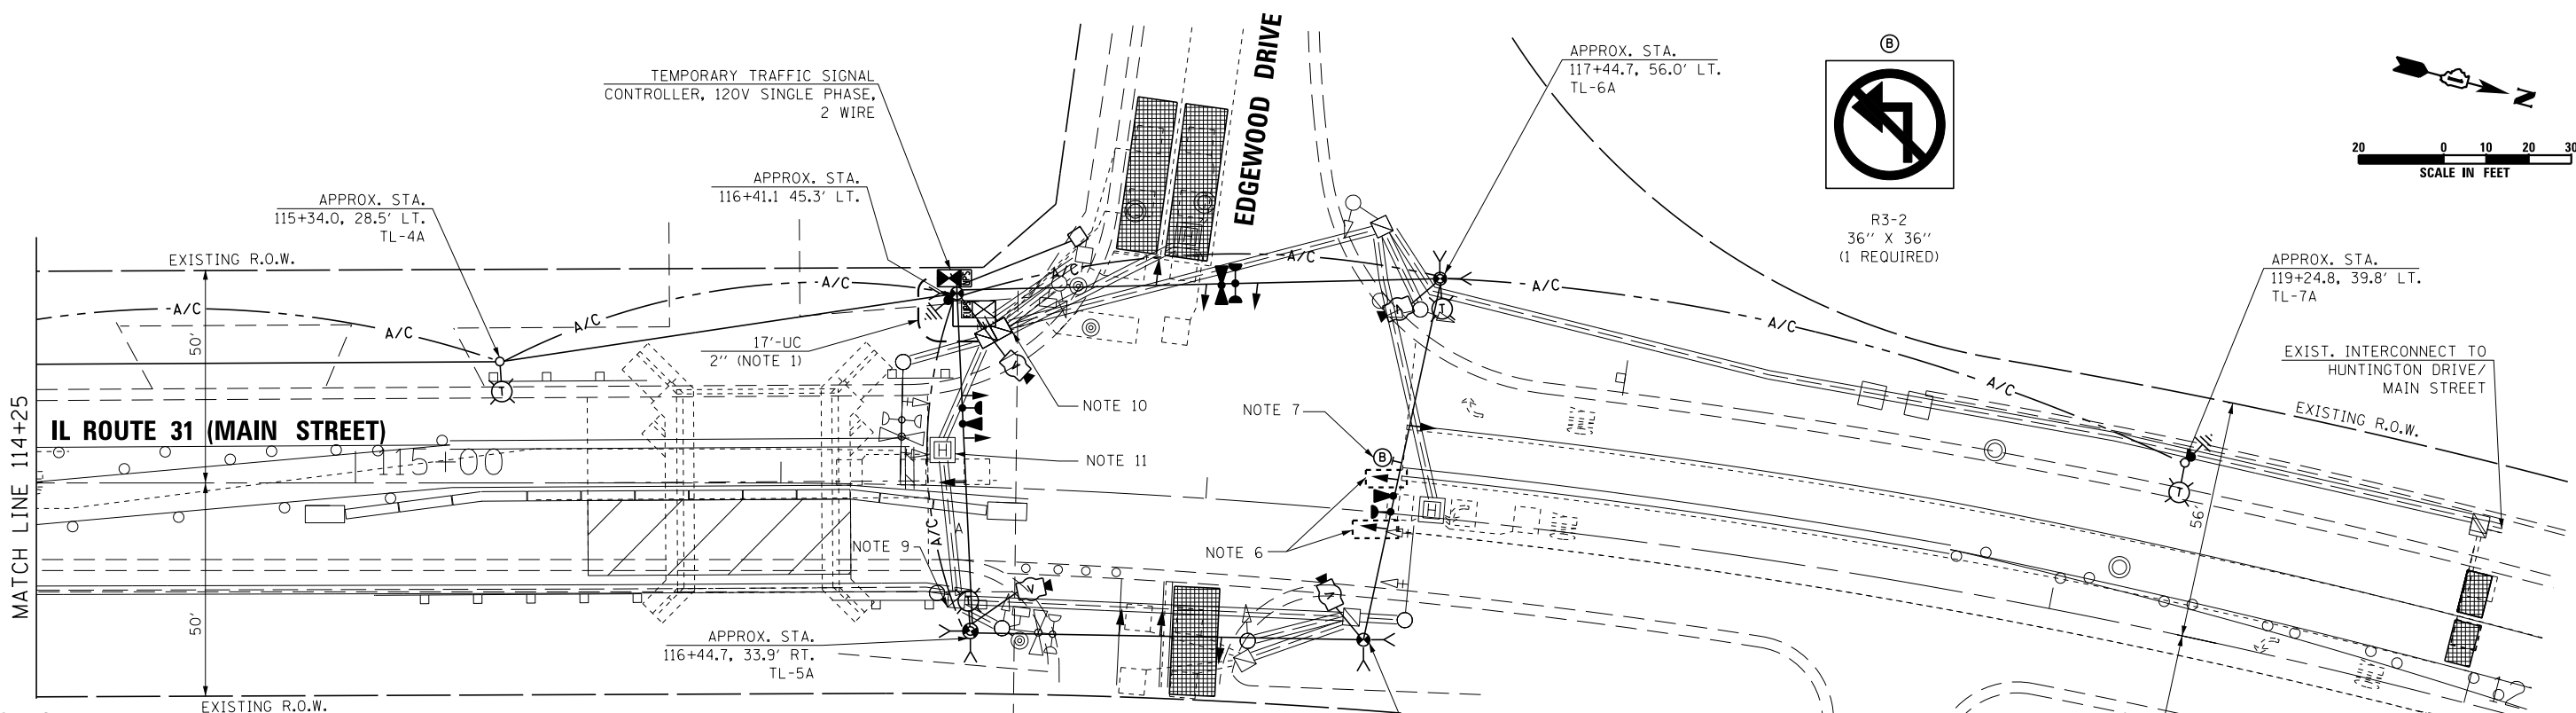 EDGEWOOD DRIVE
TEMPORARY TRAFFIC SIGNAL
CONTROLLER, 120V SINGLE PHASE,
2 WIRE
APPROX. STA.
117+44.7, 56.0' LT.
TL-6A
B
R3-2
36" X 36"
(1 REQUIRED)
N
20 0 10 20 30
SCALE IN FEET
APPROX. STA.
115+34.0, 28.5' LT.
TL-4A
APPROX. STA.
116+41.1 45.3' LT.
APPROX. STA.
119+24.8, 39.8' LT.
TL-7A
EXISTING R.O.W.
A/C
A/C
A/C
A/C
A/C
A/C
A/C
A/C
A/C
A/C
50'
17'-UC
2" (NOTE 1)
EXIST. INTERCONNECT TO
HUNTINGTON DRIVE/
MAIN STREET
EXISTING R.O.W.
MATCH LINE 114+25
IL ROUTE 31 (MAIN STREET)
115+00
NOTE 10
NOTE 11
NOTE 7
B
H
H
T
T
T
T
V
V
V
V
A
NOTE 6
NOTE 9
56'
50'
APPROX. STA.
116+44.7, 33.9' RT.
TL-5A
EXISTING R.O.W.
12